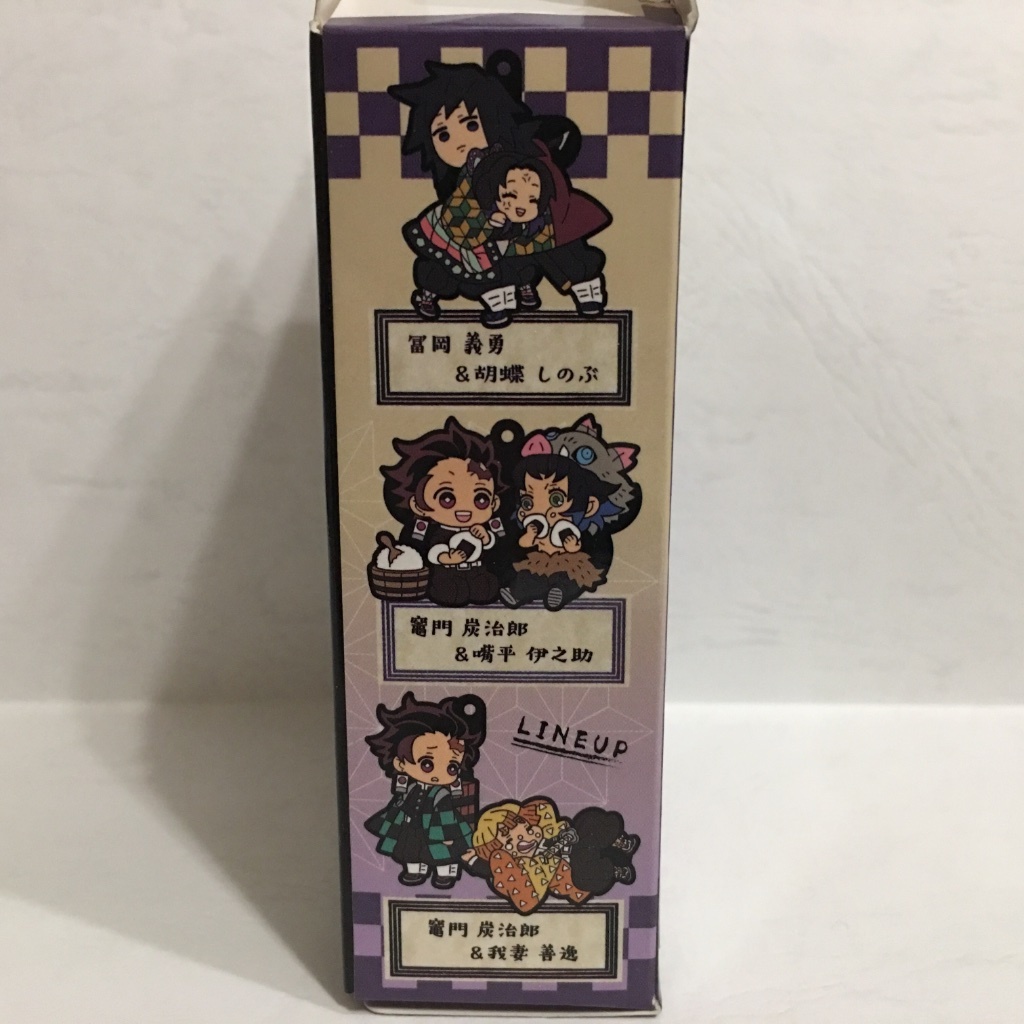 冨岡 義勇
&胡蝶 しのぶ
竈門 炭治郎
&嘴平 伊之助
LINEUP
竈門 炭治郎
&我妻 善逸